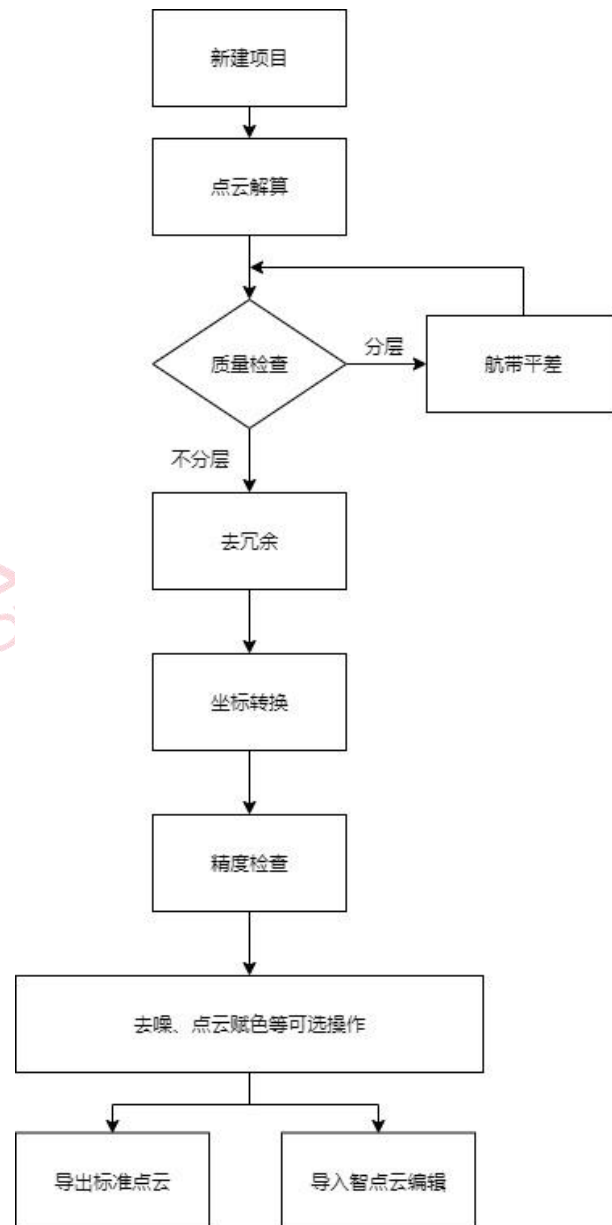 新建项目
点云解算
质量检查
分层
航带平差
不分层
去冗余
坐标转换
精度检查
去噪、点云赋色等可选操作
导出标准点云
导入智点云编辑